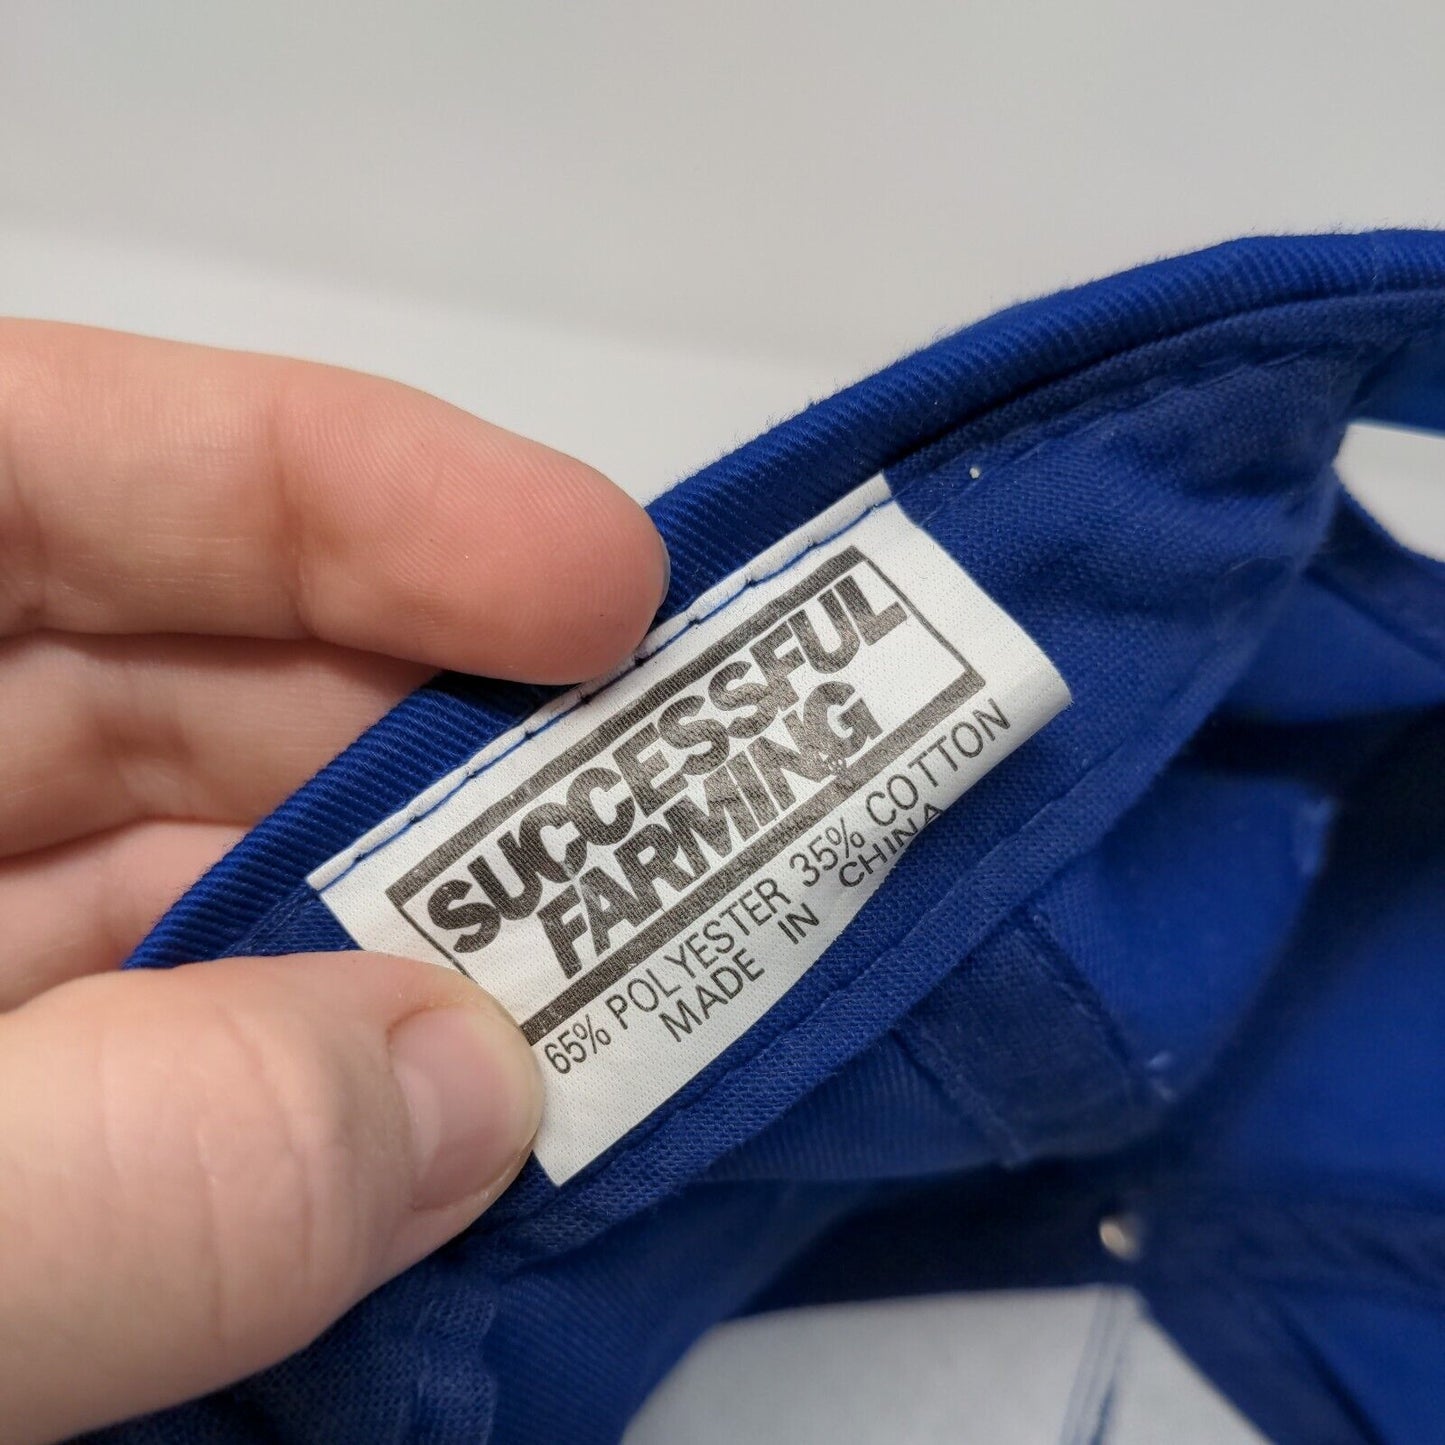 SUCCESSFUL
FARMING®
65% POLYESTER 35% COTTON
MADE IN CHINA